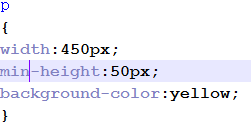 p
{
width:450px;
min-height:50px;
background-color:yellow;
}